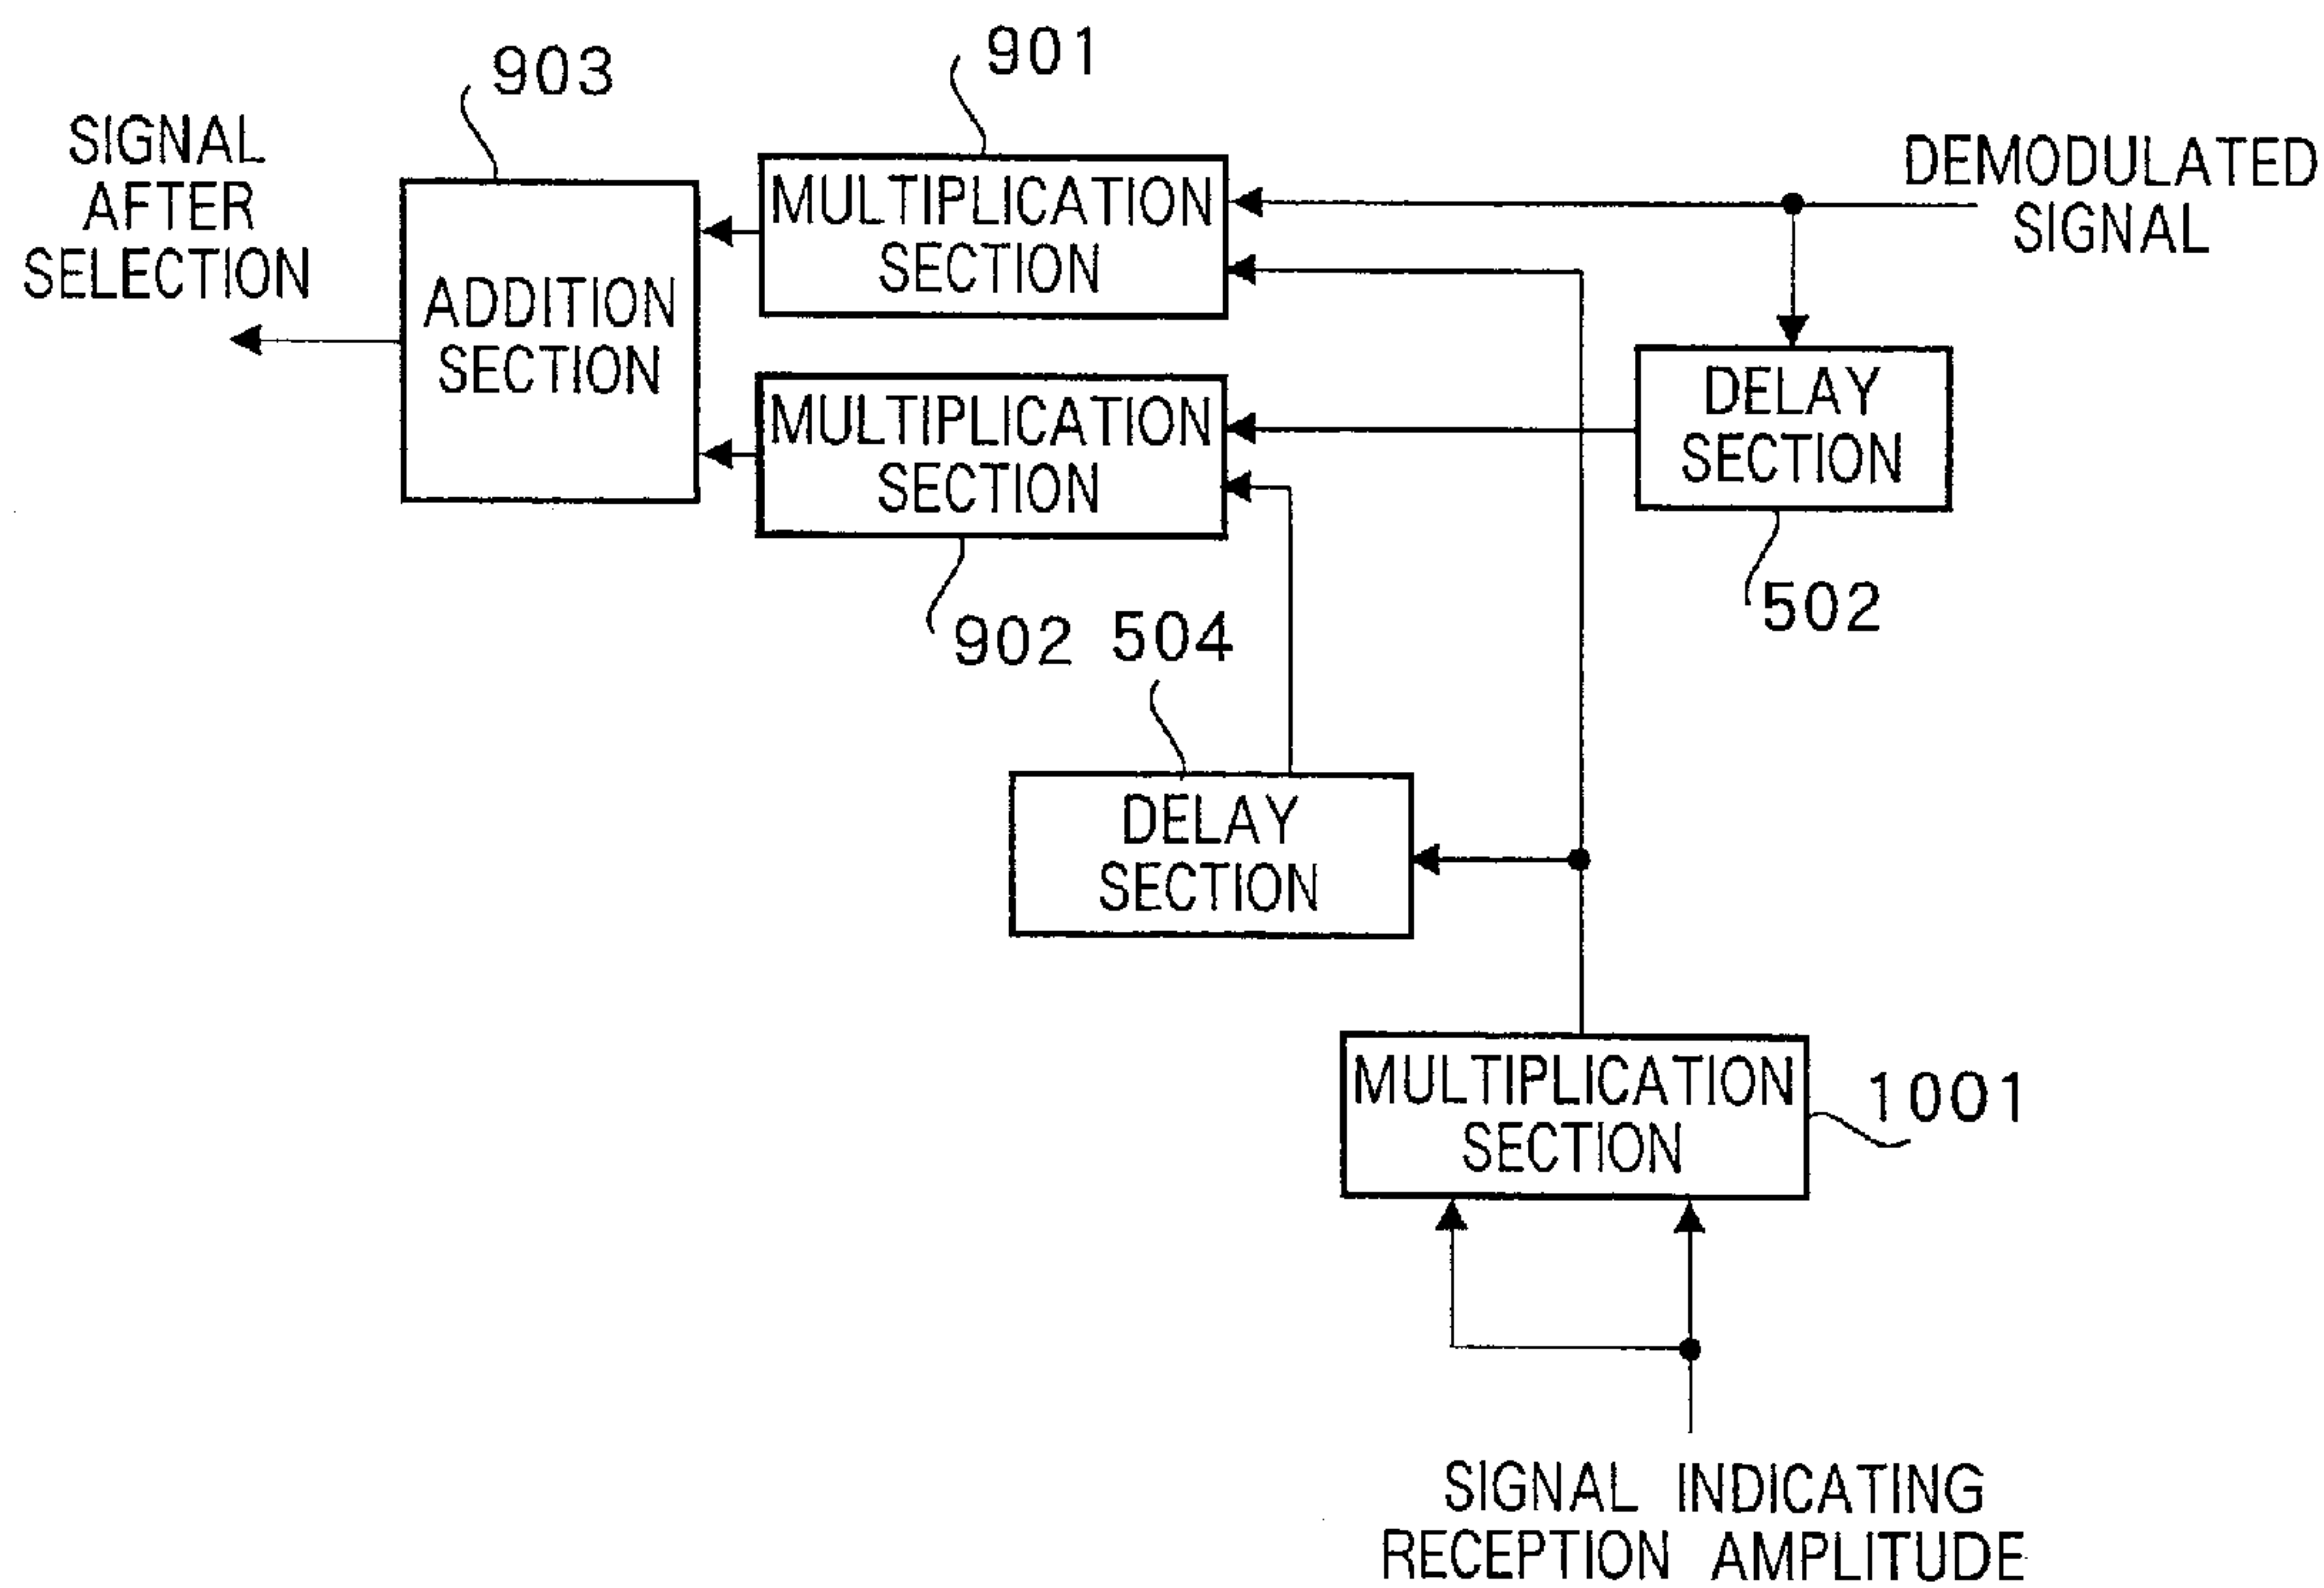 903
901
SIGNAL
AFTER
SELECTION
MULTIPLICATION
SECTION
DEMODULATED
SIGNAL
ADDITION
SECTION
MULTIPLICATION
SECTION
DELAY
SECTION
902
504
502
DELAY
SECTION
MULTIPLICATION
SECTION
1001
SIGNAL INDICATING
RECEPTION AMPLITUDE